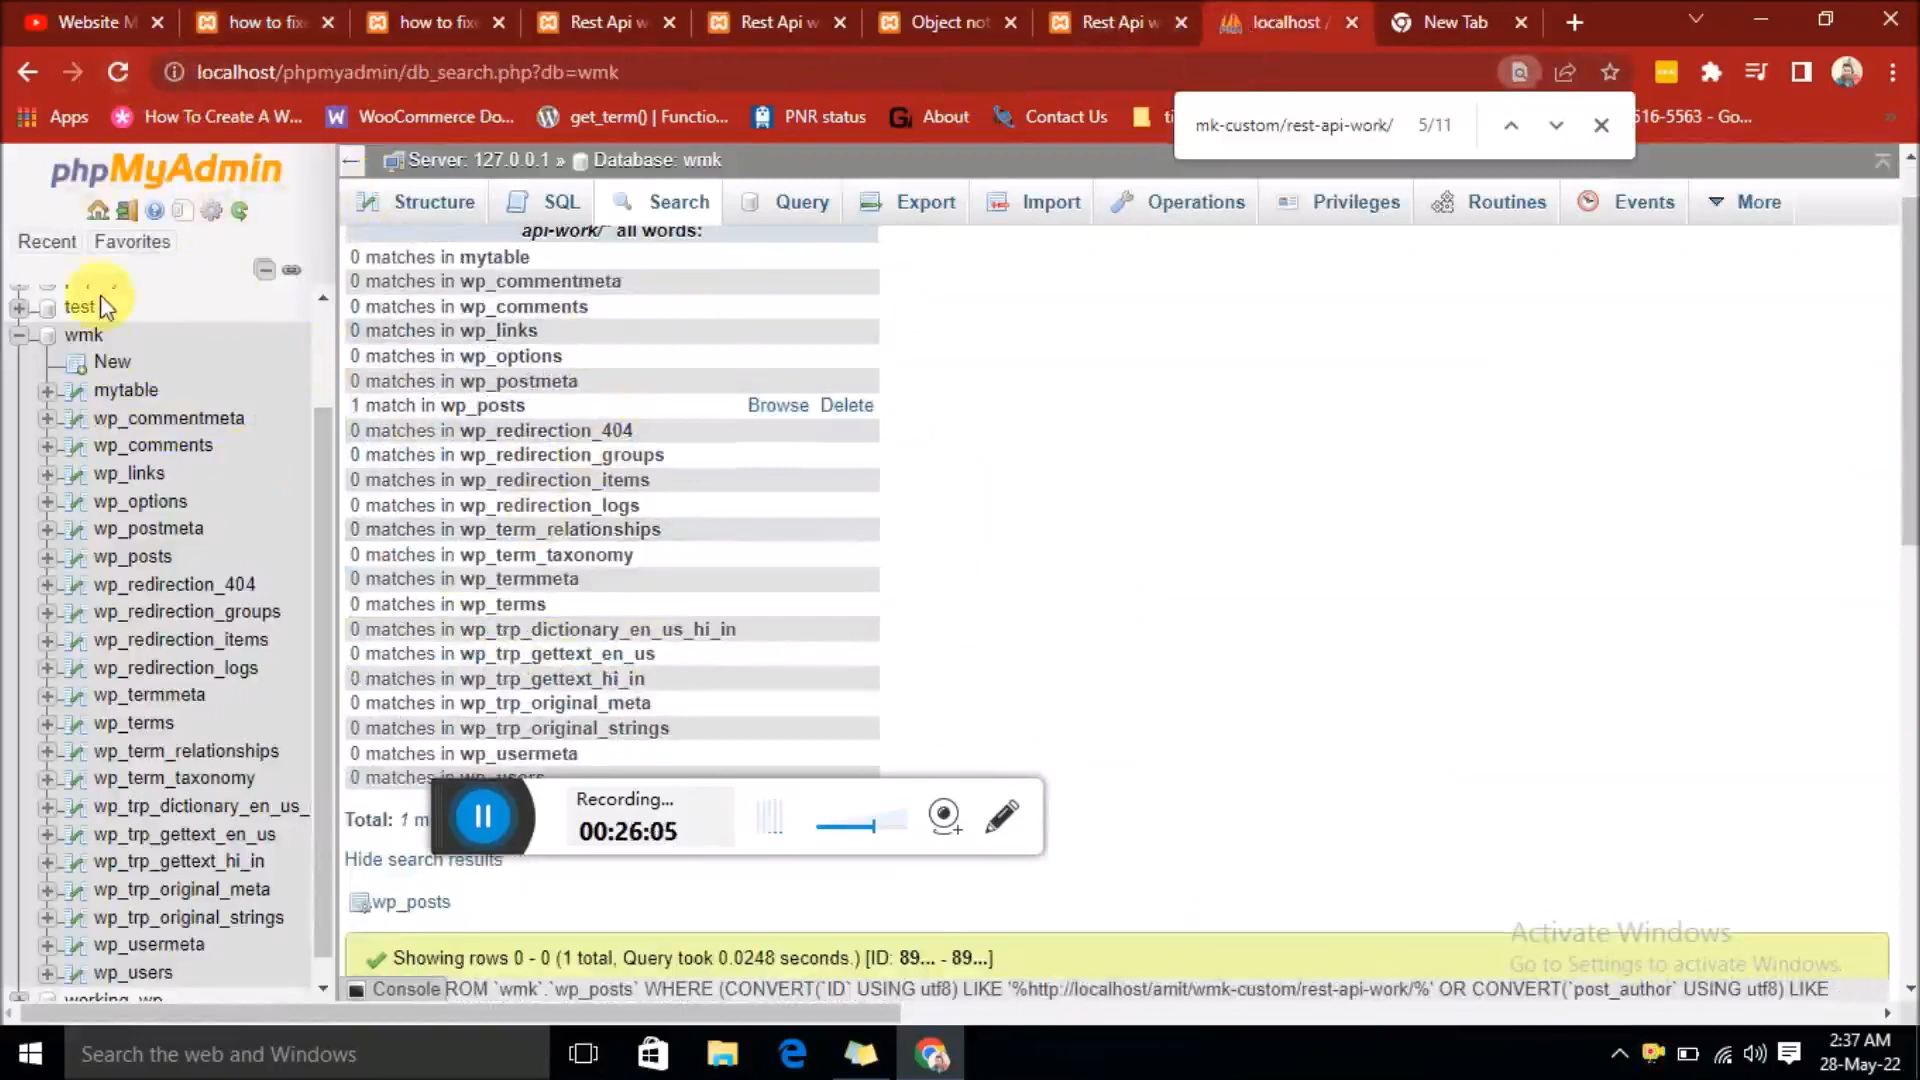 Website M
how to fix
how to fix
Rest Api w
Rest Api w
Object not
Rest Api w
localhost /
New Tab
localhost/phpmyadmin/db_search.php?db=wmk
Apps
How To Create A W...
WooCommerce Do...
get_term() | Functio...
PNR status
About
Contact Us
516-5563 - Go...
mk-custom/rest-api-work/ 5/11
phpMyAdmin
Recent Favorites
test
wmk
New
mytable
wp_commentmeta
wp_comments
wp_links
wp_options
wp_postmeta
wp_posts
wp_redirection_404
wp_redirection_groups
wp_redirection_items
wp_redirection_logs
wp_termmeta
wp_terms
wp_term_relationships
wp_term_taxonomy
wp_trp_dictionary_en_us_
wp_trp_gettext_en_us
wp_trp_gettext_hi_in
wp_trp_original_meta
wp_trp_original_strings
wp_usermeta
wp_users
working_wp
Server: 127.0.0.1 » Database: wmk
Structure SQL Search Query Export Import Operations Privileges Routines Events More
api-work/" all words:
0 matches in mytable
0 matches in wp_commentmeta
0 matches in wp_comments
0 matches in wp_links
0 matches in wp_options
0 matches in wp_postmeta
1 match in wp_posts Browse Delete
0 matches in wp_redirection_404
0 matches in wp_redirection_groups
0 matches in wp_redirection_items
0 matches in wp_redirection_logs
0 matches in wp_term_relationships
0 matches in wp_term_taxonomy
0 matches in wp_termmeta
0 matches in wp_terms
0 matches in wp_trp_dictionary_en_us_hi_in
0 matches in wp_trp_gettext_en_us
0 matches in wp_trp_gettext_hi_in
0 matches in wp_trp_original_meta
0 matches in wp_trp_original_strings
0 matches in wp_usermeta
0 matches in wp_users
Total: 1 m
Recording...
00:26:05
Hide search results
wp_posts
Showing rows 0 - 0 (1 total, Query took 0.0248 seconds.) [ID: 89... - 89...]
Console ROM `wmk`.`wp_posts` WHERE (CONVERT(`ID` USING utf8) LIKE '%http://localhost/amit/wmk-custom/rest-api-work/%' OR CONVERT(`post_author` USING utf8) LIKE
Activate Windows
Go to Settings to activate Windows.
Search the web and Windows
2:37 AM
28-May-22